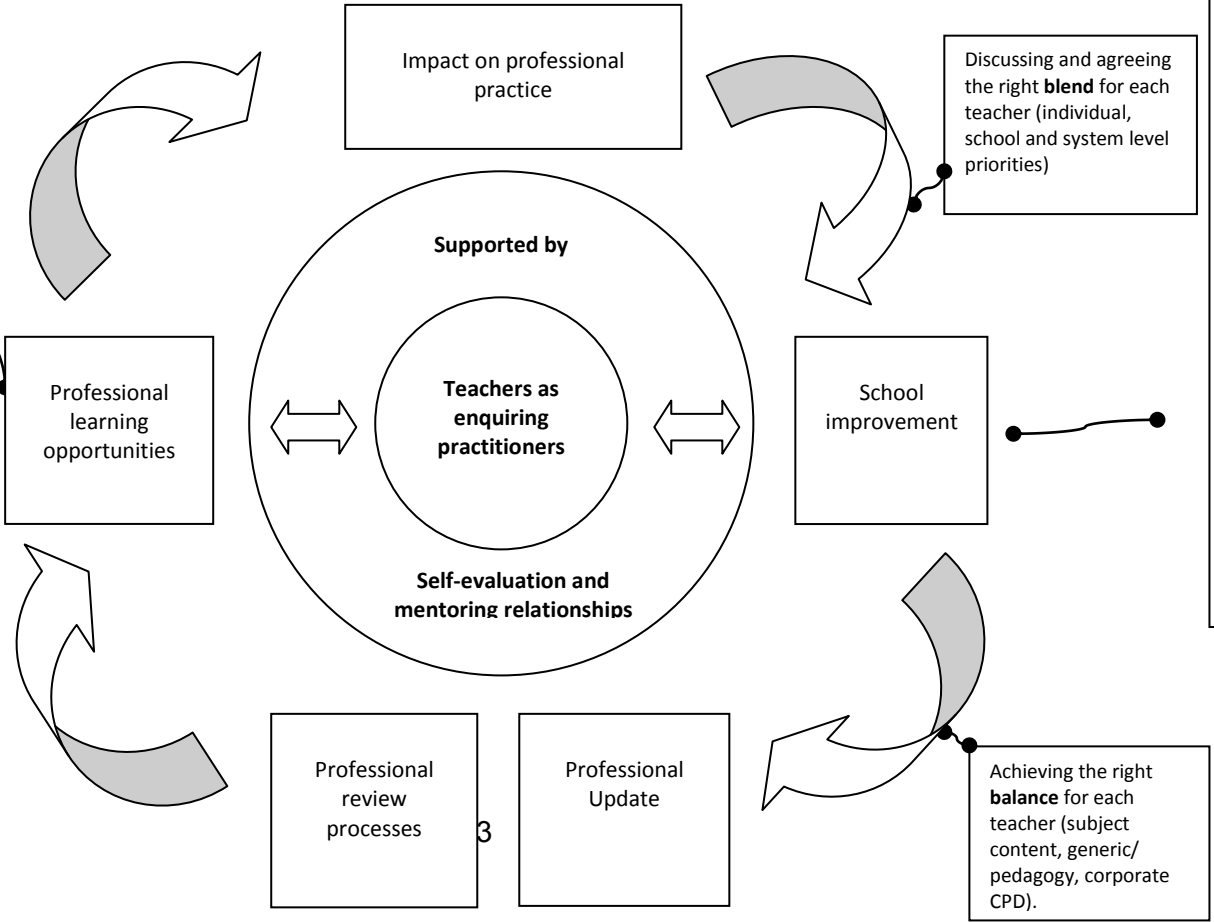 Impact on professional
practice
Discussing and agreeing
the right blend for each
teacher (individual,
school and system level
priorities)
Supported by
Professional
learning
opportunities
Teachers as
enquiring
practitioners
School
improvement
Self-evaluation and
mentoring relationships
Professional
review
processes
3
Professional
Update
Achieving the right
balance for each
teacher (subject
content, generic/
pedagogy, corporate
CPD).